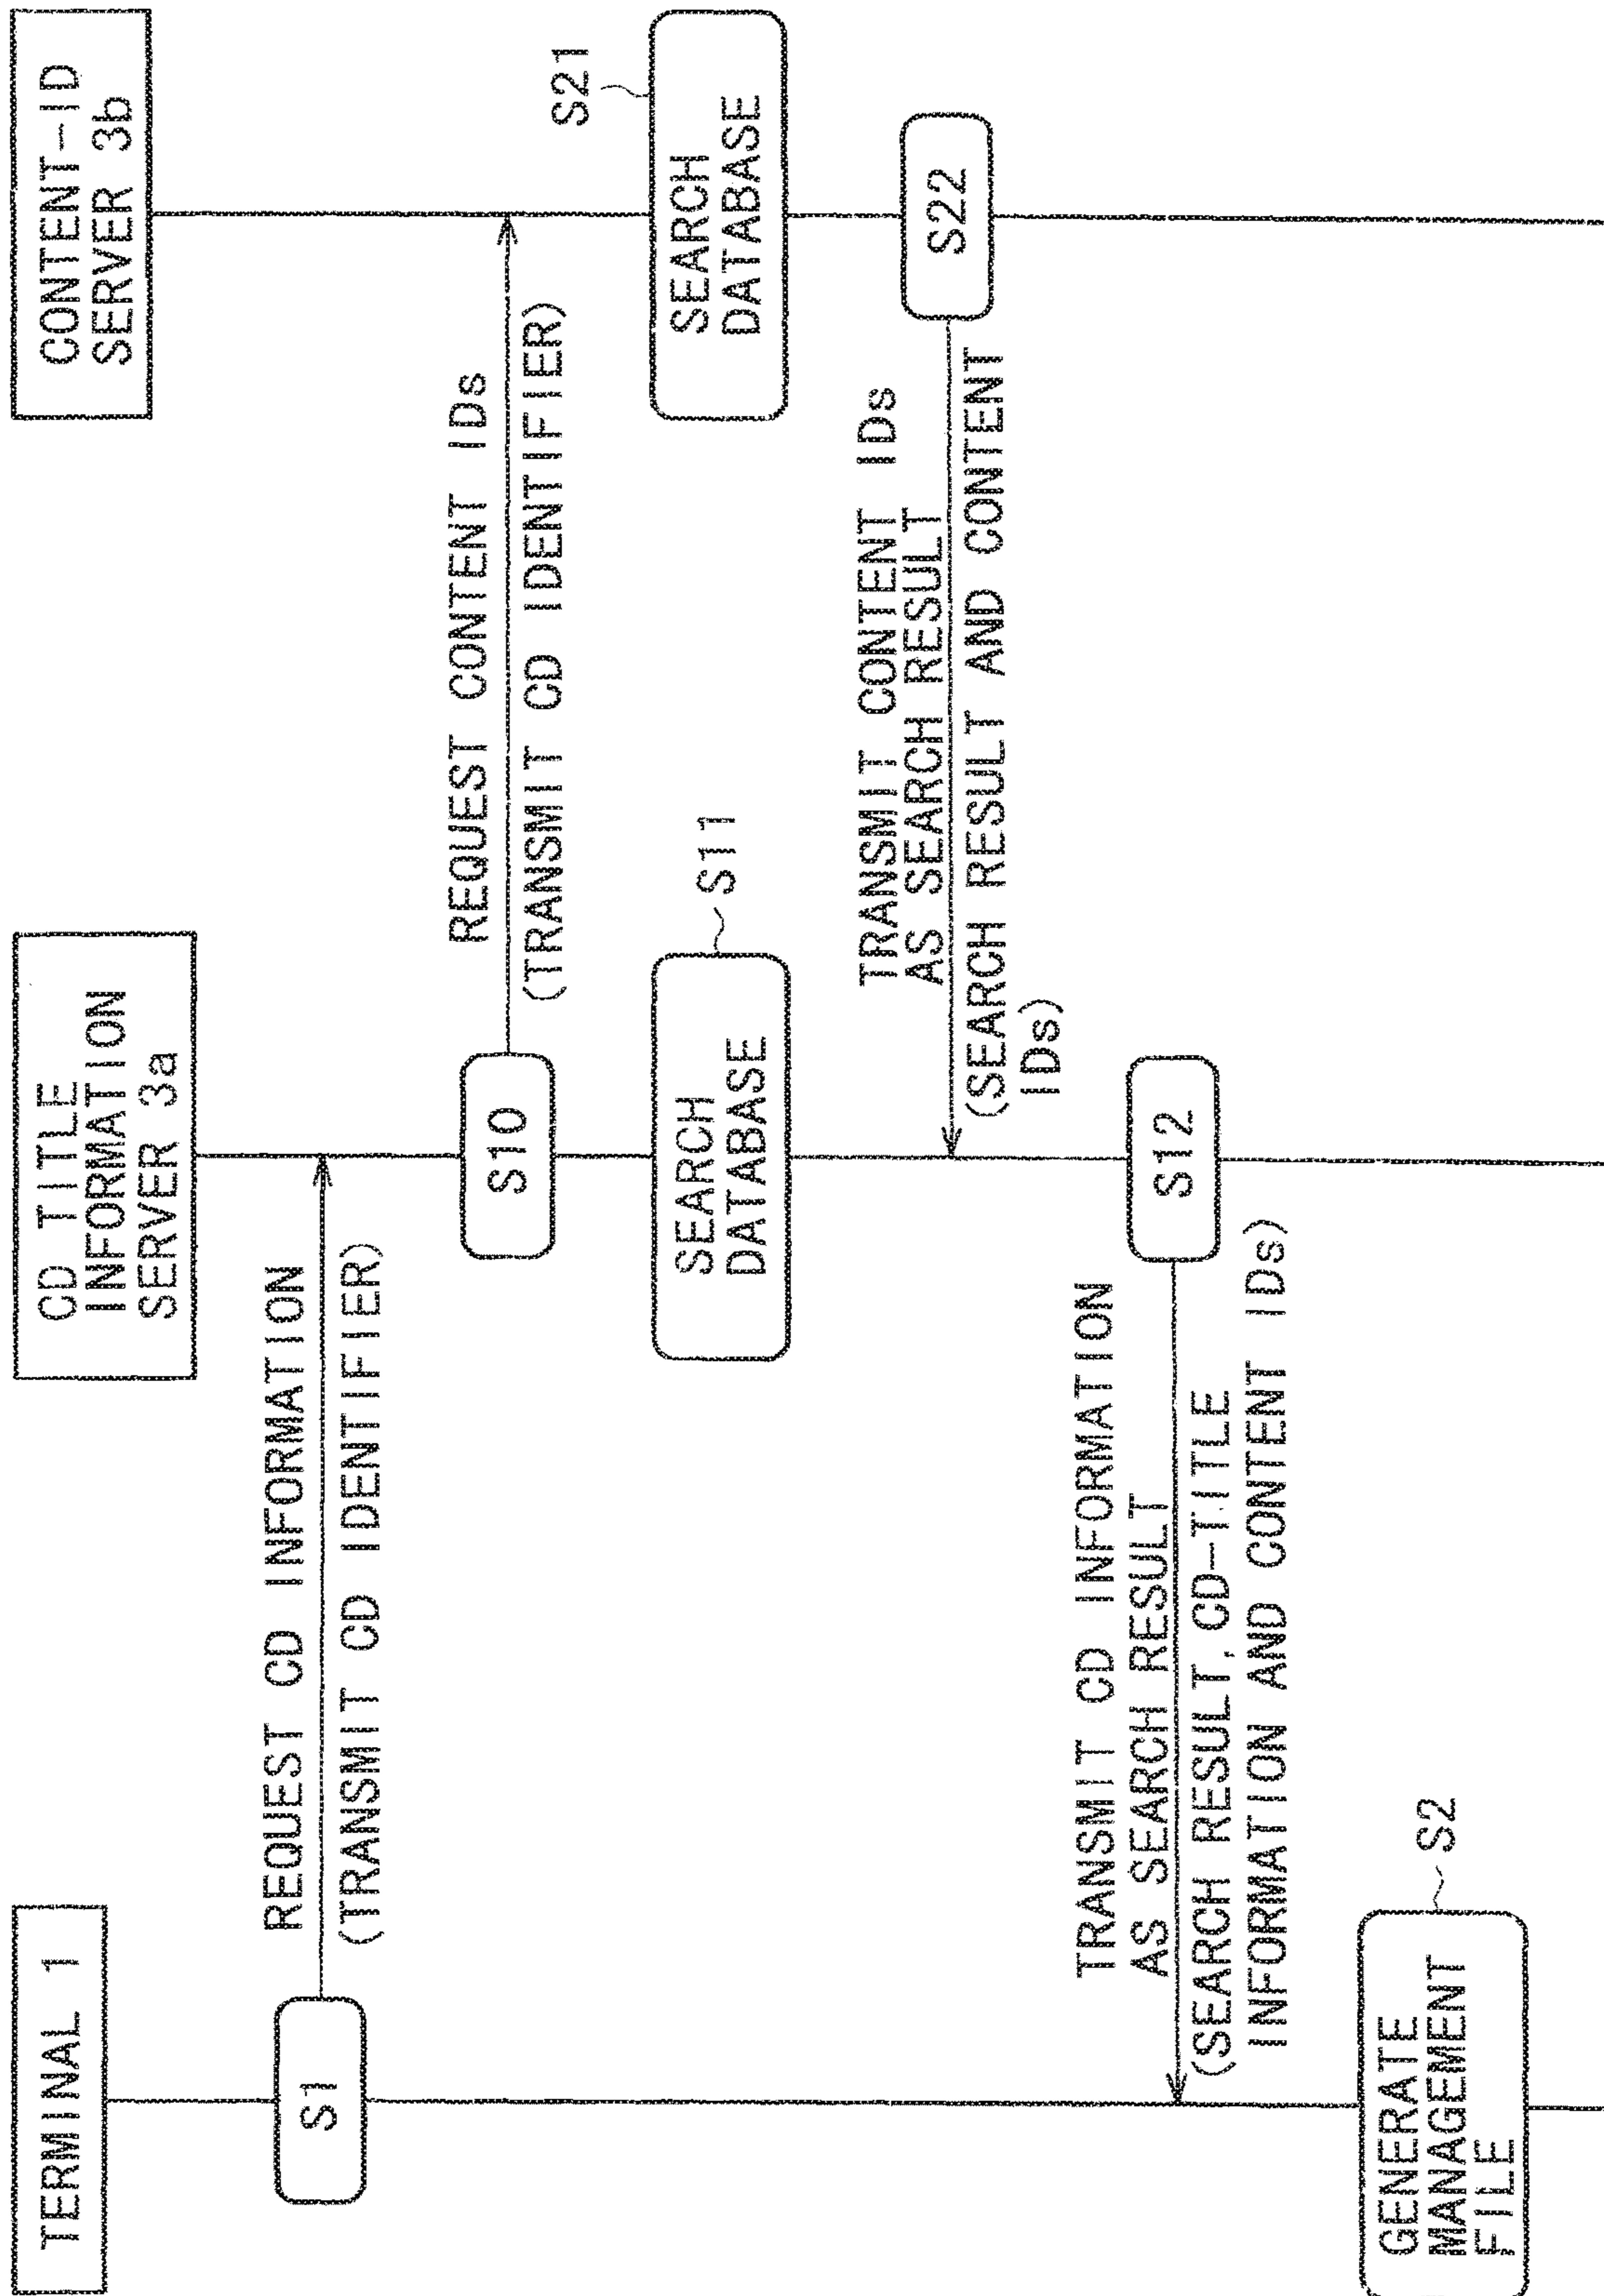 TERMINAL 1
CD TITLE
INFORMATION
SERVER 3a
CONTENT-ID
SERVER 3b
S1
REQUEST CD INFORMATION
(TRANSMIT CD IDENTIFIER)
S10
REQUEST CONTENT IDs
(TRANSMIT CD IDENTIFIER)
SEARCH
DATABASE
S11
SEARCH
DATABASE
S21
S22
TRANSMIT CONTENT IDs
AS SEARCH RESULT
(SEARCH RESULT AND CONTENT
IDs)
S12
TRANSMIT CD INFORMATION
AS SEARCH RESULT
(SEARCH RESULT, CD-TITLE
INFORMATION AND CONTENT IDs)
GENERATE
MANAGEMENT
FILE
S2